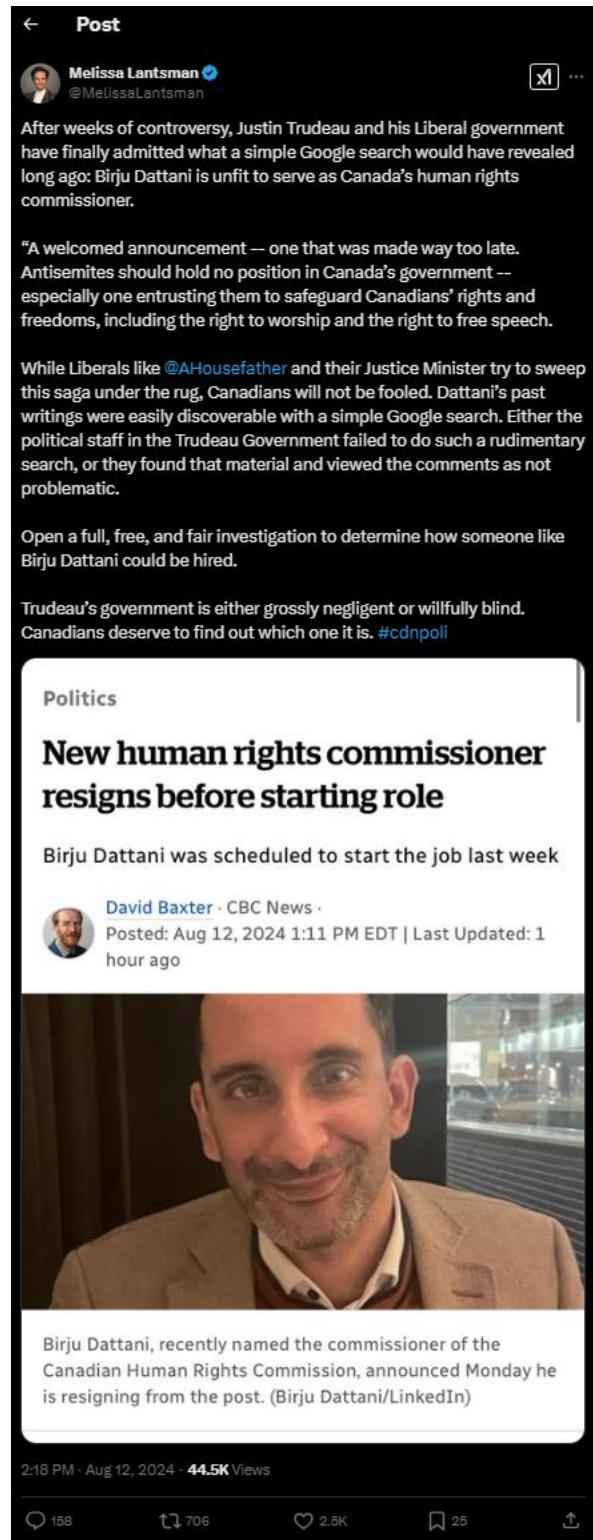 Post
Melissa Lantsman
@MelissaLantsman
After weeks of controversy, Justin Trudeau and his Liberal government
have finally admitted what a simple Google search would have revealed
long ago: Birju Dattani is unfit to serve as Canada’s human rights
commissioner.
“A welcomed announcement -- one that was made way too late.
Antisemites should hold no position in Canada’s government --
especially one entrusting them to safeguard Canadians’ rights and
freedoms, including the right to worship and the right to free speech.
While Liberals like @AHousefather and their Justice Minister try to sweep
this saga under the rug, Canadians will not be fooled. Dattani’s past
writings were easily discoverable with a simple Google search. Either the
political staff in the Trudeau Government failed to do such a rudimentary
search, or they found that material and viewed the comments as not
problematic.
Open a full, free, and fair investigation to determine how someone like
Birju Dattani could be hired.
Trudeau’s government is either grossly negligent or willfully blind.
Canadians deserve to find out which one it is. #cdnpoli
Politics
New human rights commissioner
resigns before starting role
Birju Dattani was scheduled to start the job last week
David Baxter · CBC News ·
Posted: Aug 12, 2024 1:11 PM EDT | Last Updated: 1
hour ago
Birju Dattani, recently named the commissioner of the
Canadian Human Rights Commission, announced Monday he
is resigning from the post. (Birju Dattani/LinkedIn)
2:18 PM · Aug 12, 2024 · 44.5K Views
158 706 2.5K 25